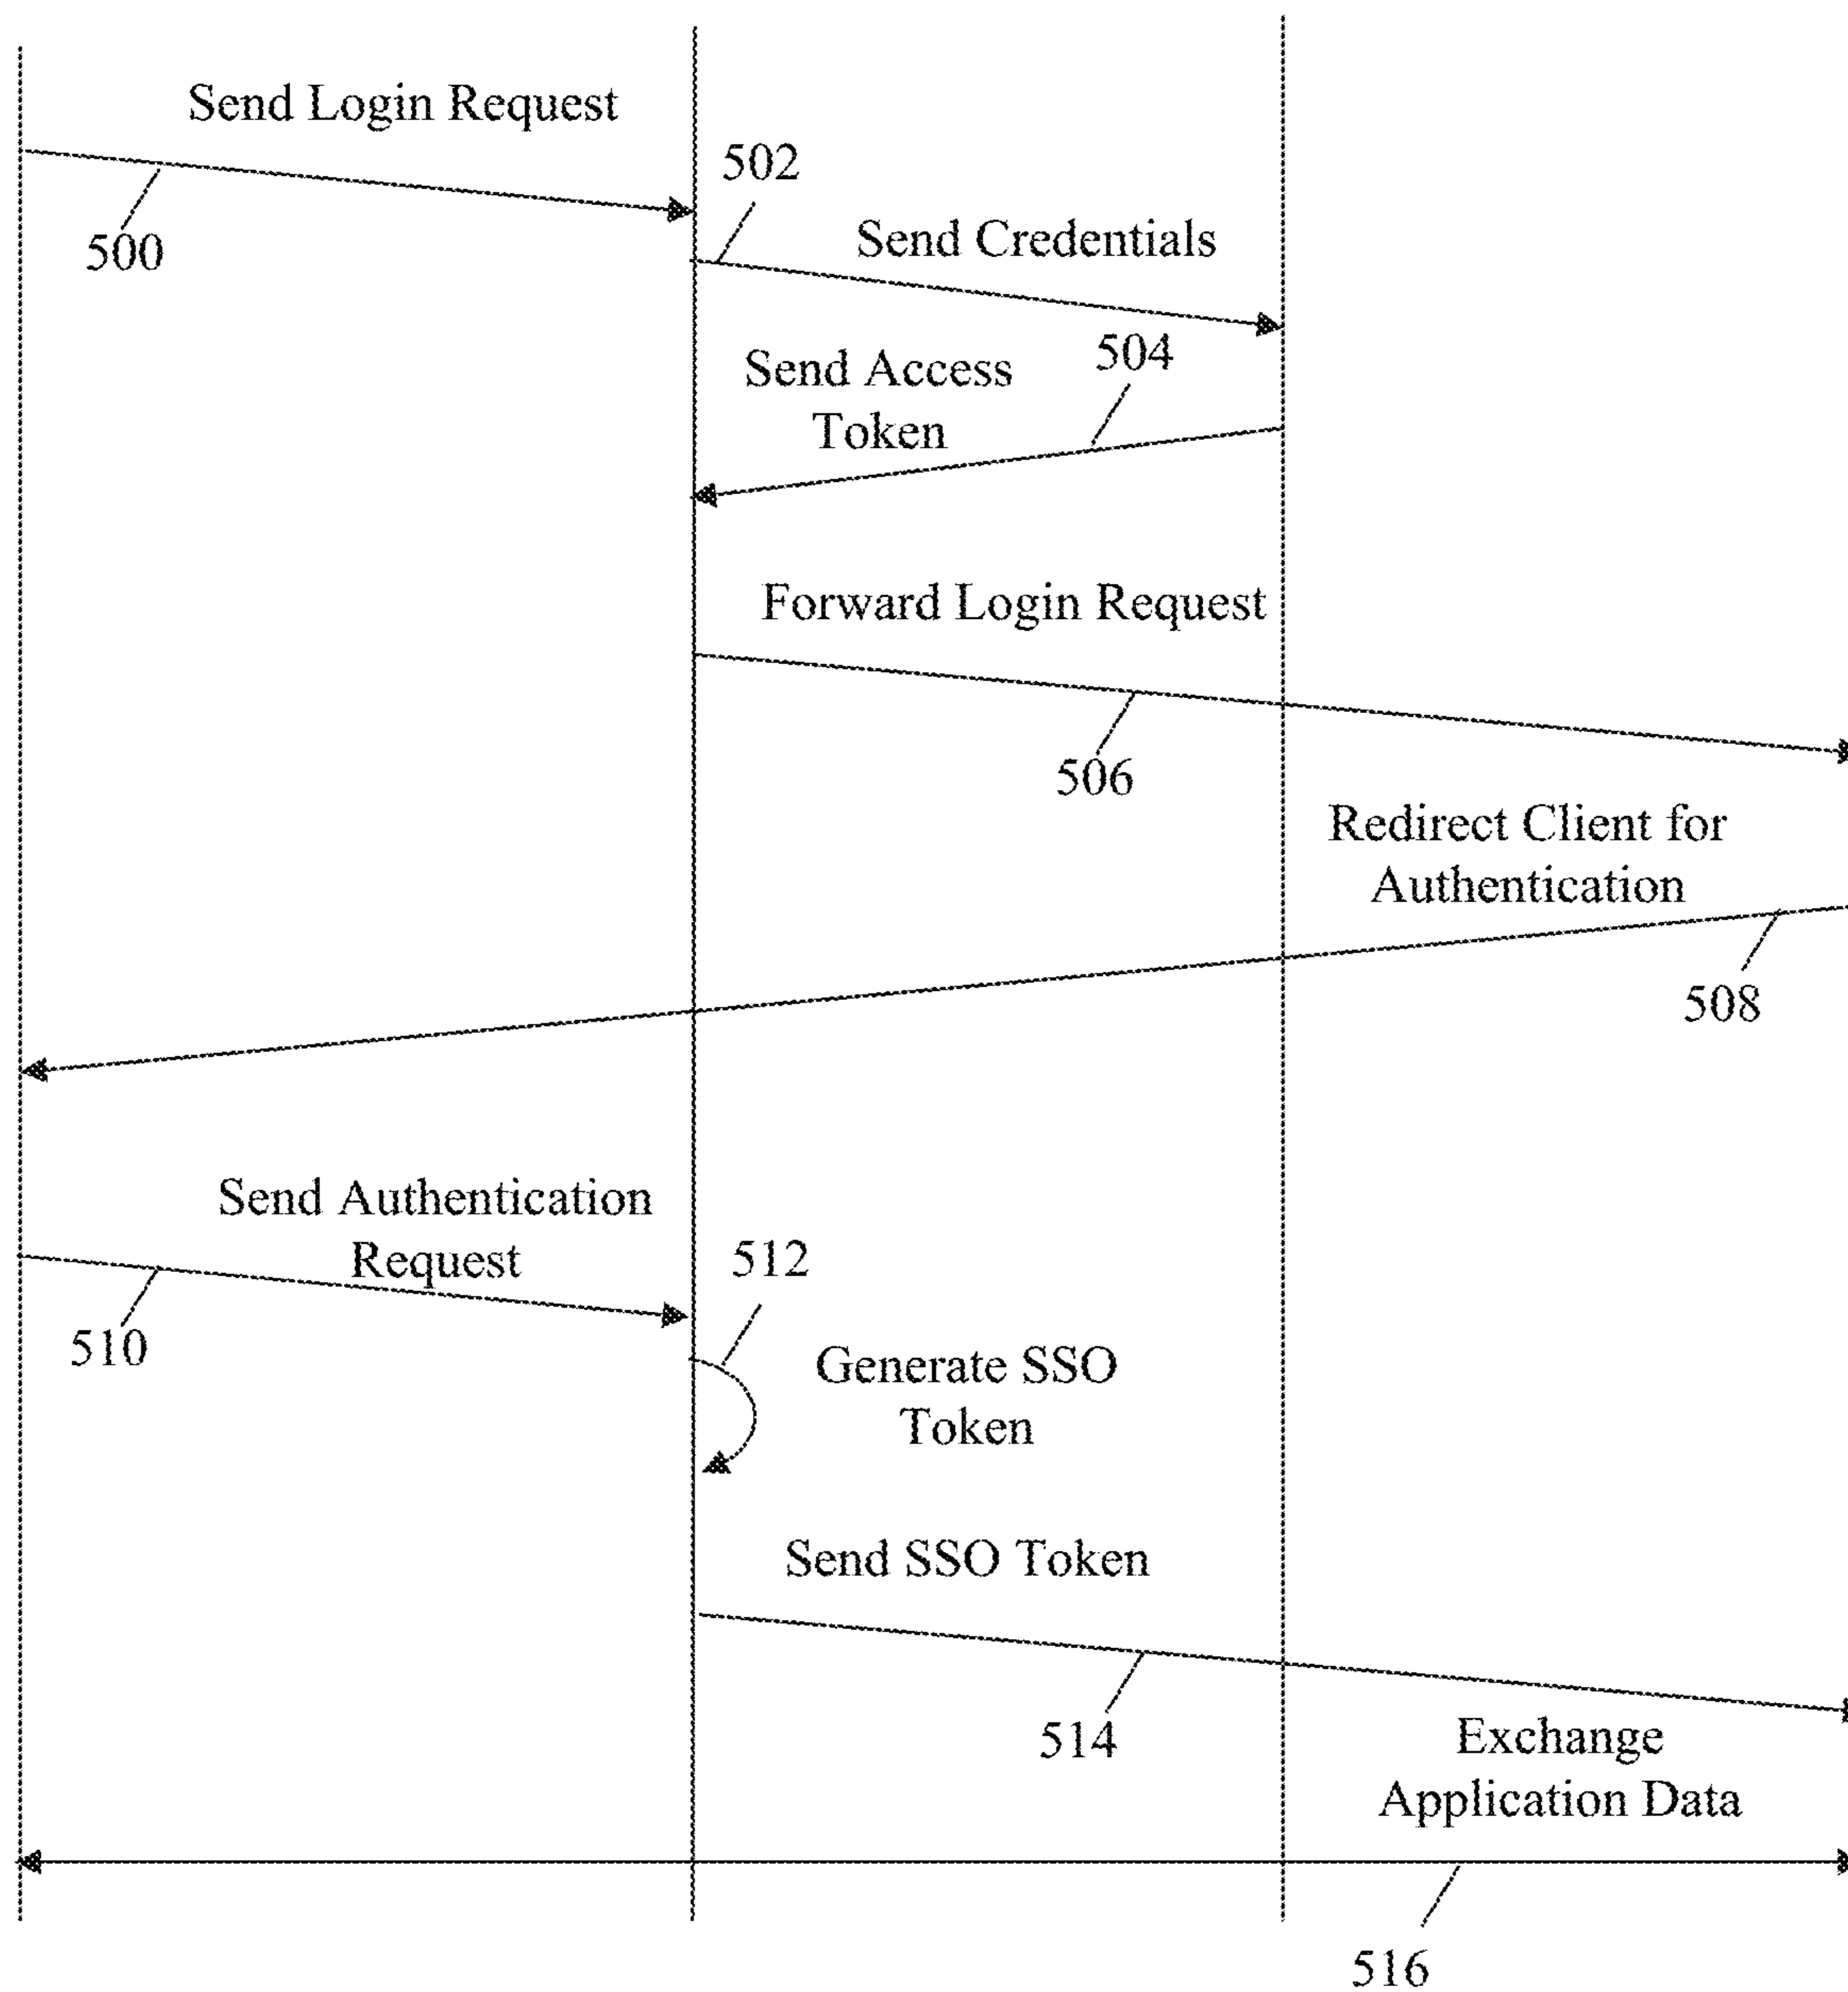 Send Login Request
500
502
Send Credentials
504
Send Access
Token
Forward Login Request
506
Redirect Client for
Authentication
508
Send Authentication
Request
510
512
Generate SSO
Token
Send SSO Token
514
Exchange
Application Data
516